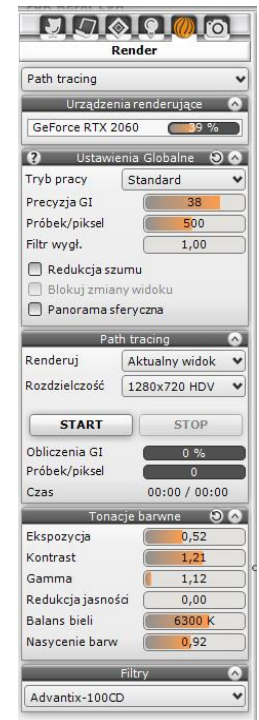 Render
Path tracing
Urządzenia renderujące
GeForce RTX 2060 39 %
Ustawienia Globalne
Tryb pracy Standard
Precyzja GI 38
Próbek/piksel 500
Filtr wygł. 1,00
Redukcja szumu
Blokuj zmiany widoku
Panorama sferyczna
Path tracing
Renderuj Aktualny widok
Rozdzielczość 1280x720 HDV
START STOP
Obliczenia GI 0 %
Próbek/piksel 0
Czas 00:00 / 00:00
Tonacje barwne
Ekspozycja 0,52
Kontrast 1,21
Gamma 1,12
Redukcja jasności 0,00
Balans bieli 6300 K
Nasycenie barw 0,92
Filtry
Advantix-100CD